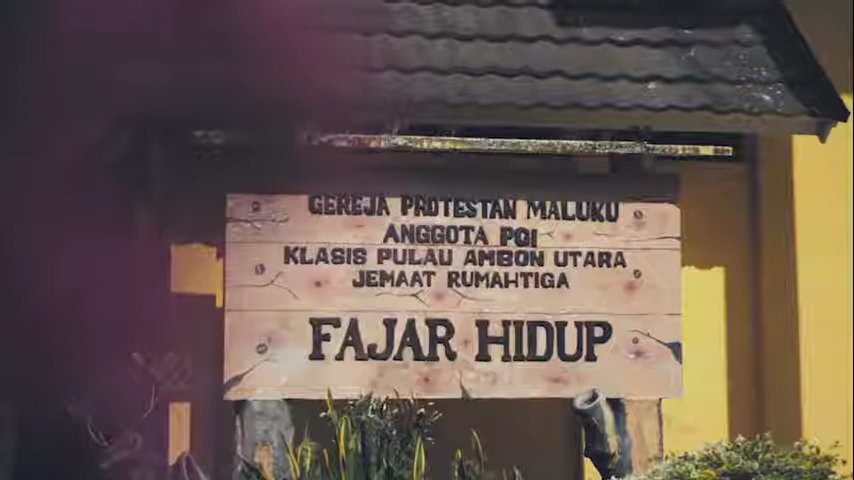 GEREJA PROTESTAN MALUKU
ANGGOTA PGI
KLASIS PULAU AMBON UTARA
JEMAAT RUMAHTIGA
FAJAR HIDUP